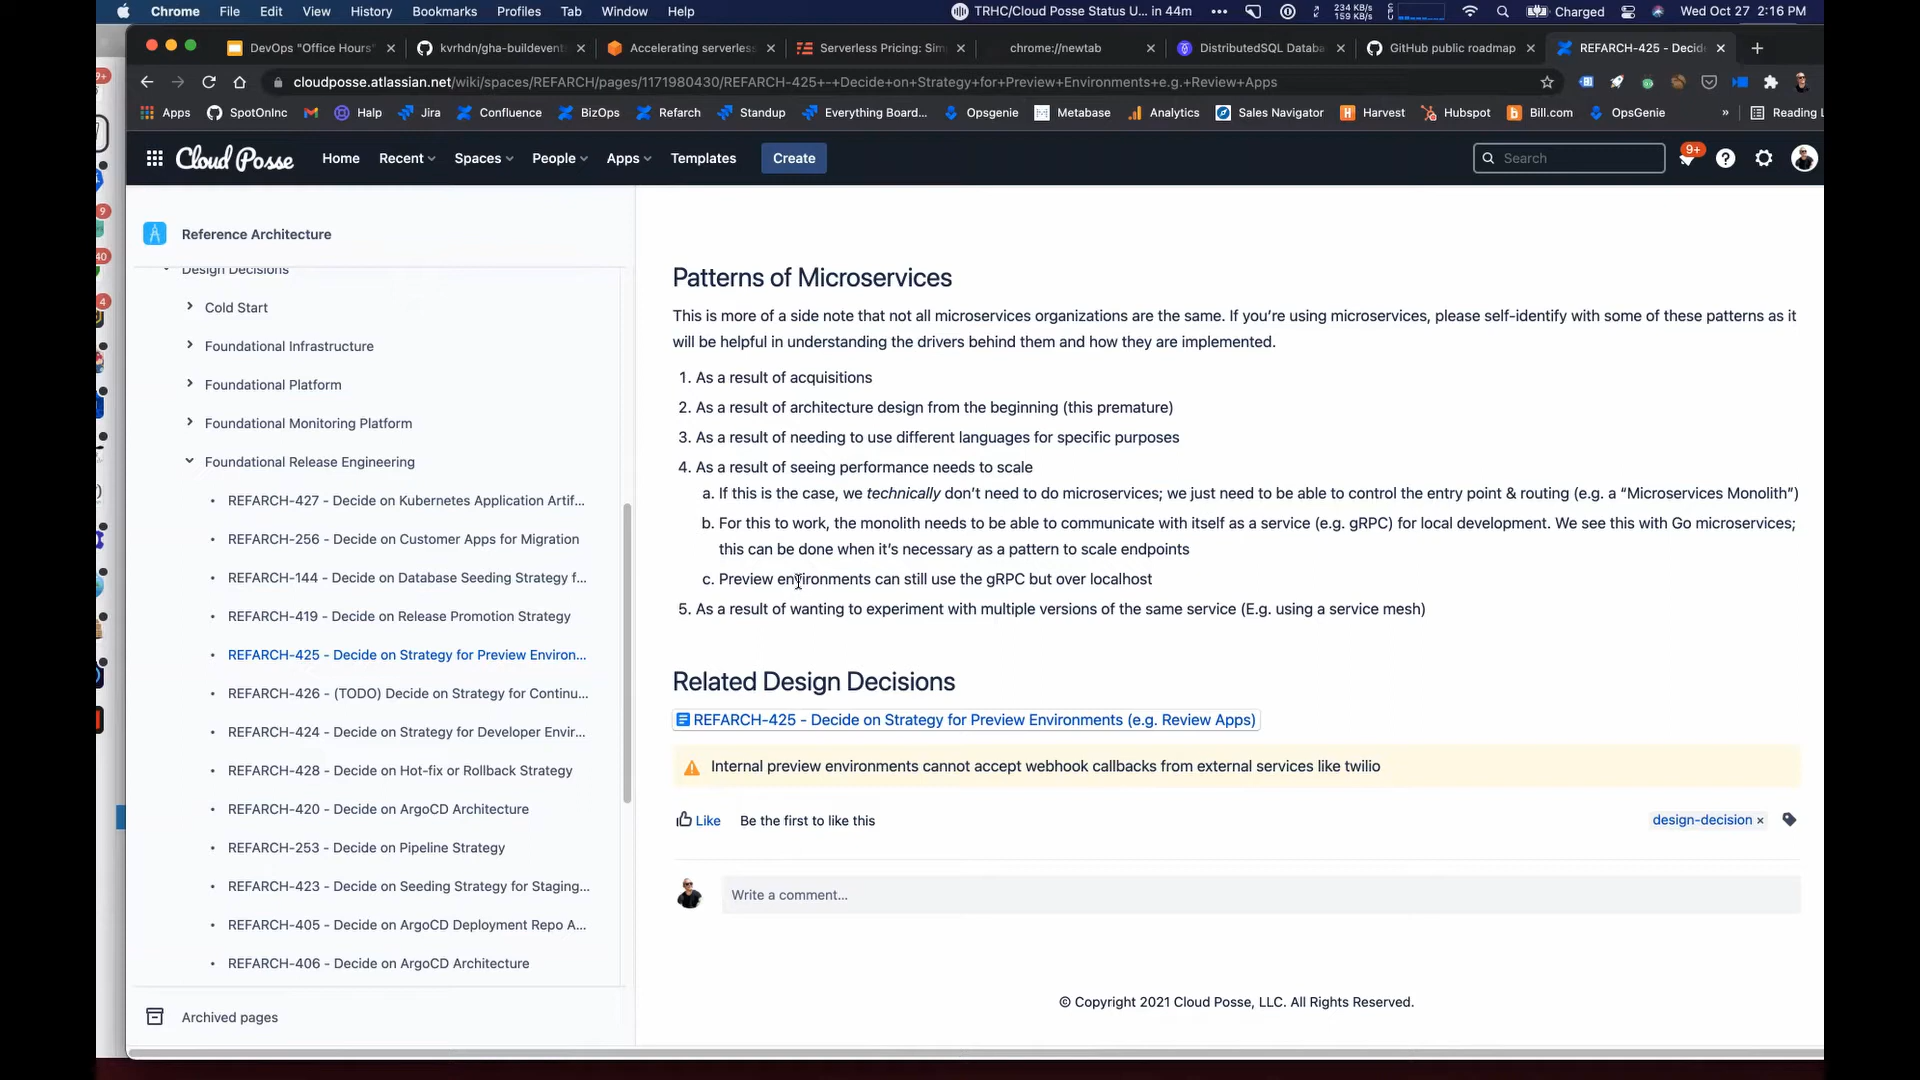 Chrome File Edit View History Bookmarks Profiles Tab Window Help TRHC/Cloud Posse Status U... in 44m 234 KB/s 159 KB/s Charged Wed Oct 27 2:16 PM
DevOps "Office Hours" kvrhdn/gha-buildevent Accelerating serverless Serverless Pricing: Sim chrome://newtab DistributedSQL Databa GitHub public roadmap REFARCH-425 - Decid
cloudposse.atlassian.net/wiki/spaces/REFARCH/pages/1171980430/REFARCH-425+-+Decide+on+Strategy+for+Preview+Environments+e.g.+Review+Apps
Apps SpotOnInc Halp Jira Confluence BizOps Refarch Standup Everything Board... Opsgenie Metabase Analytics Sales Navigator Harvest Hubspot Bill.com OpsGenie » Reading L
Cloud Posse Home Recent Spaces People Apps Templates Create Search 9+
Reference Architecture
Design Decisions
Cold Start
Foundational Infrastructure
Foundational Platform
Foundational Monitoring Platform
Foundational Release Engineering
• REFARCH-427 - Decide on Kubernetes Application Artif...
• REFARCH-256 - Decide on Customer Apps for Migration
• REFARCH-144 - Decide on Database Seeding Strategy f...
• REFARCH-419 - Decide on Release Promotion Strategy
• REFARCH-425 - Decide on Strategy for Preview Environ...
• REFARCH-426 - (TODO) Decide on Strategy for Continu...
• REFARCH-424 - Decide on Strategy for Developer Envir...
• REFARCH-428 - Decide on Hot-fix or Rollback Strategy
• REFARCH-420 - Decide on ArgoCD Architecture
• REFARCH-253 - Decide on Pipeline Strategy
• REFARCH-423 - Decide on Seeding Strategy for Staging...
• REFARCH-405 - Decide on ArgoCD Deployment Repo A...
• REFARCH-406 - Decide on ArgoCD Architecture
Archived pages
Patterns of Microservices
This is more of a side note that not all microservices organizations are the same. If you're using microservices, please self-identify with some of these patterns as it
will be helpful in understanding the drivers behind them and how they are implemented.
1. As a result of acquisitions
2. As a result of architecture design from the beginning (this premature)
3. As a result of needing to use different languages for specific purposes
4. As a result of seeing performance needs to scale
a. If this is the case, we technically don't need to do microservices; we just need to be able to control the entry point & routing (e.g. a “Microservices Monolith”)
b. For this to work, the monolith needs to be able to communicate with itself as a service (e.g. gRPC) for local development. We see this with Go microservices;
this can be done when it's necessary as a pattern to scale endpoints
c. Preview environments can still use the gRPC but over localhost
5. As a result of wanting to experiment with multiple versions of the same service (E.g. using a service mesh)
Related Design Decisions
REFARCH-425 - Decide on Strategy for Preview Environments (e.g. Review Apps)
Internal preview environments cannot accept webhook callbacks from external services like twilio
Like Be the first to like this design-decision ×
Write a comment...
© Copyright 2021 Cloud Posse, LLC. All Rights Reserved.
9+
9
40
4